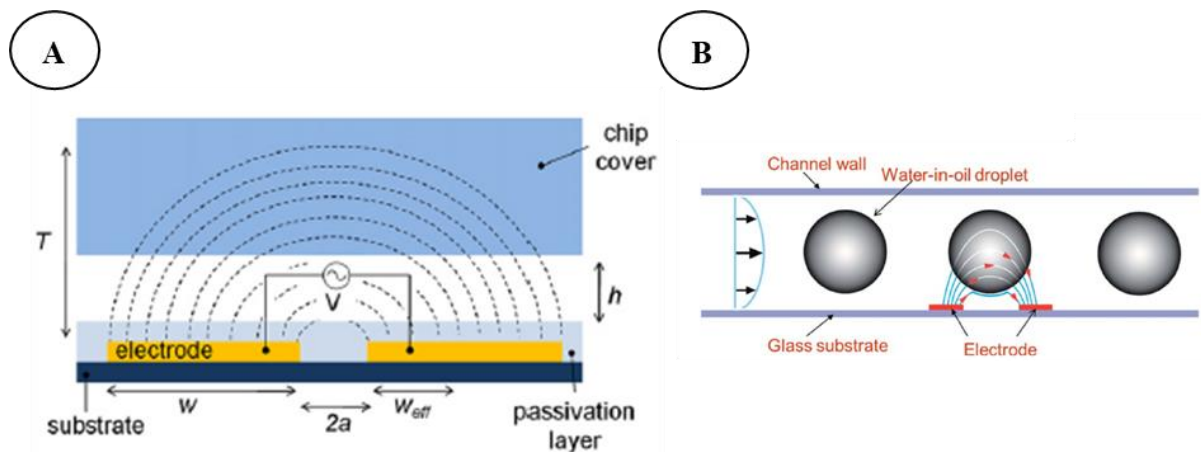 A
chip
cover
T
h
V
electrode
w
2a
w_eff
substrate
passivation
layer
B
Channel wall
Water-in-oil droplet
Glass substrate
Electrode